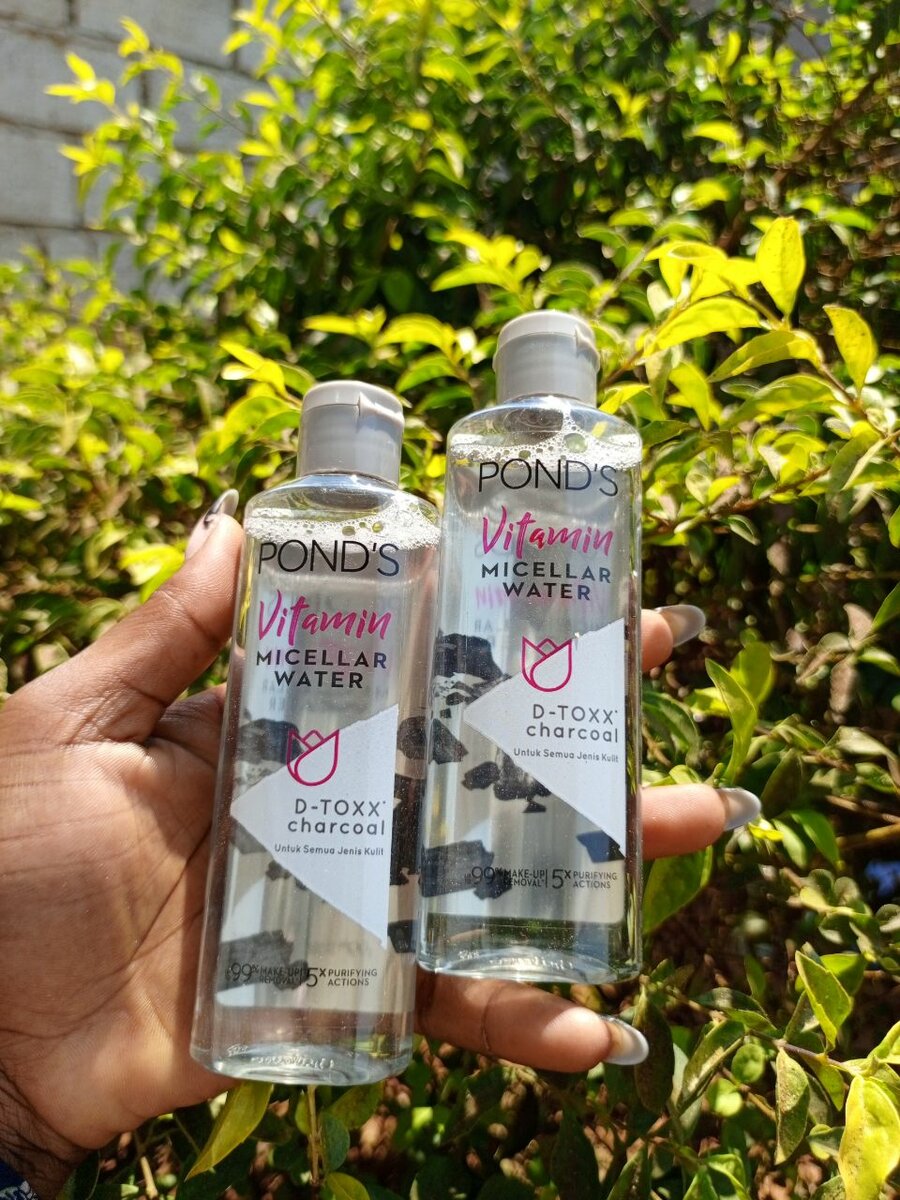 POND'S
Vitamin
MICELLAR
WATER
D-TOXX*
charcoal
Untuk Semua Jenis Kulit
99% MAKE-UP REMOVAL
5X PURIFYING ACTIONS
POND'S
Vitamin
MICELLAR
WATER
D-TOXX*
charcoal
Untuk Semua Jenis Kulit
99% MAKE-UP REMOVAL
5X PURIFYING ACTIONS